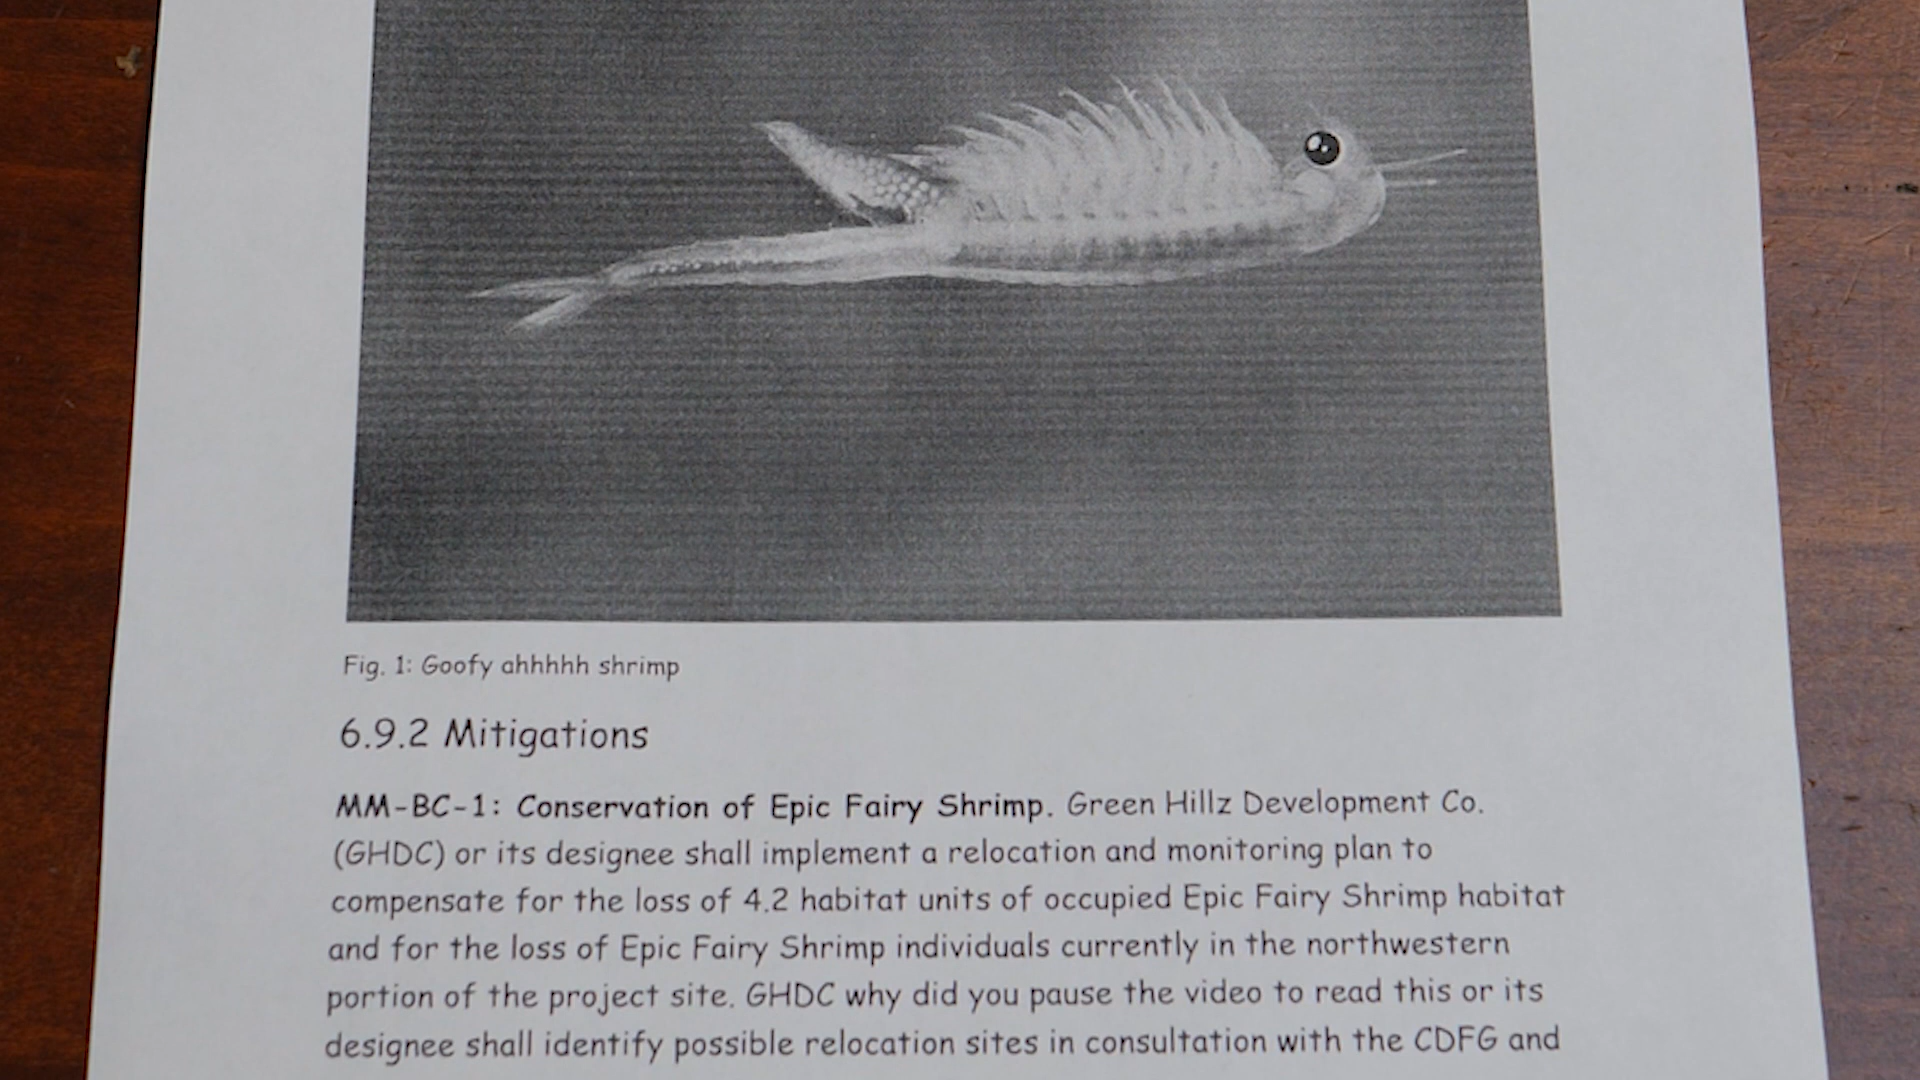 Fig. 1: Goofy ahhhhh shrimp
6.9.2 Mitigations
MM-BC-1: Conservation of Epic Fairy Shrimp. Green Hillz Development Co.
(GHDC) or its designee shall implement a relocation and monitoring plan to
compensate for the loss of 4.2 habitat units of occupied Epic Fairy Shrimp habitat
and for the loss of Epic Fairy Shrimp individuals currently in the northwestern
portion of the project site. GHDC why did you pause the video to read this or its
designee shall identify possible relocation sites in consultation with the CDFG and